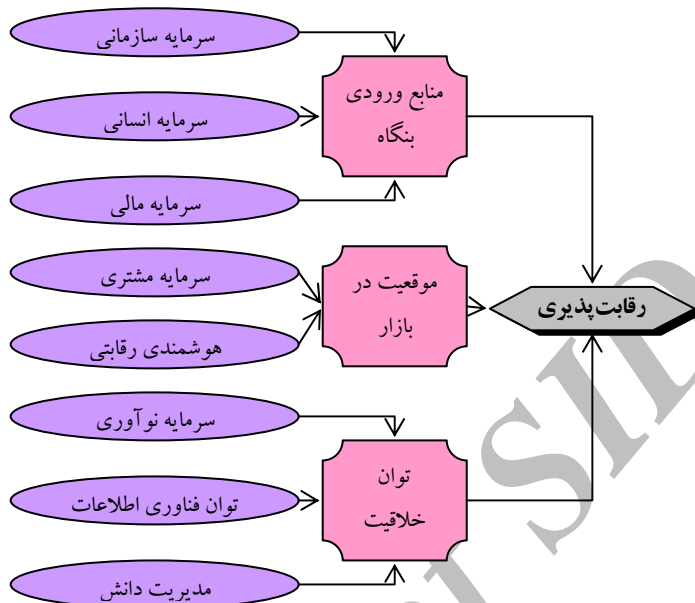 سرمایه سازمانی
سرمایه انسانی
سرمایه مالی
سرمایه مشتری
هوشمندی رقابتی
سرمایه نوآوری
توان فناوری اطلاعات
مدیریت دانش
منابع ورودی
بنگاه
موقعیت در
بازار
توان
خلاقیت
رقابت‌پذیری
SID